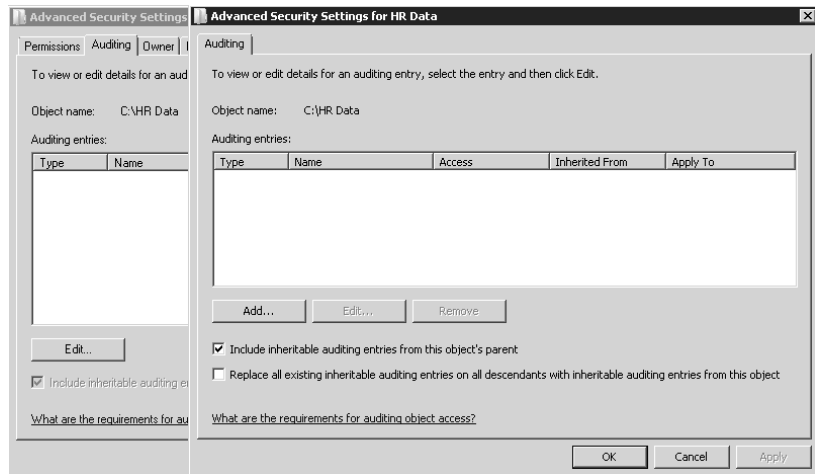 Advanced Security Settings
Permissions Auditing Owner
To view or edit details for an aud
Object name: C:\HR Data
Auditing entries:
Type Name
Edit...
Include inheritable auditing e
What are the requirements for au
Advanced Security Settings for HR Data
Auditing
To view or edit details for an auditing entry, select the entry and then click Edit.
Object name: C:\HR Data
Auditing entries:
Type Name Access Inherited From Apply To
Add... Edit... Remove
Include inheritable auditing entries from this object's parent
Replace all existing inheritable auditing entries on all descendants with inheritable auditing entries from this object
What are the requirements for auditing object access?
OK Cancel Apply